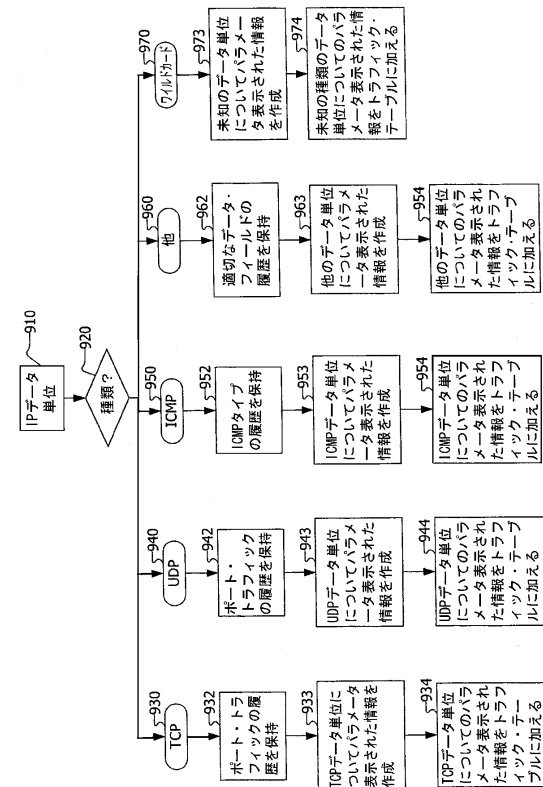 910
IPデータ
単位
920
種類?
930
TCP
932
ポート・トラ
フィックの履
歴を保持
933
TCPデータ単位に
ついてパラメータ
表示された情報を
作成
934
TCPデータ単位
についてのパラ
メータ表示され
た情報をトラフ
ィック・テー
ブルに加える
940
UDP
942
ポート・
トラフィック
の履歴を保持
943
UDPデータ単位
についてパラメ
ータ表示された
情報を作成
944
UDPデータ単位
についてのパラ
メータ表示され
た情報をトラフ
ィック・テーブ
ルに加える
950
ICMP
952
ICMPタイプ
の履歴を保持
953
ICMPデータ単位
についてパラメ
ータ表示された
情報を作成
954
ICMPデータ単位
についてのパラ
メータ表示され
た情報をトラフ
ィック・テーブ
ルに加える
960
他
962
適切なデータ・
フィールドの
履歴を保持
963
他のデータ単位
についてパラメ
ータ表示された
情報を作成
954
他のデータ単位
についてのパラ
メータ表示され
た情報をトラフ
ィック・テーブ
ルに加える
970
ワイルドカード
973
未知のデータ単位
についてパラメー
タ表示された情報
を作成
974
未知の種類のデータ
単位についてのパラ
メータ表示された情
報をトラフィック・
テーブルに加える